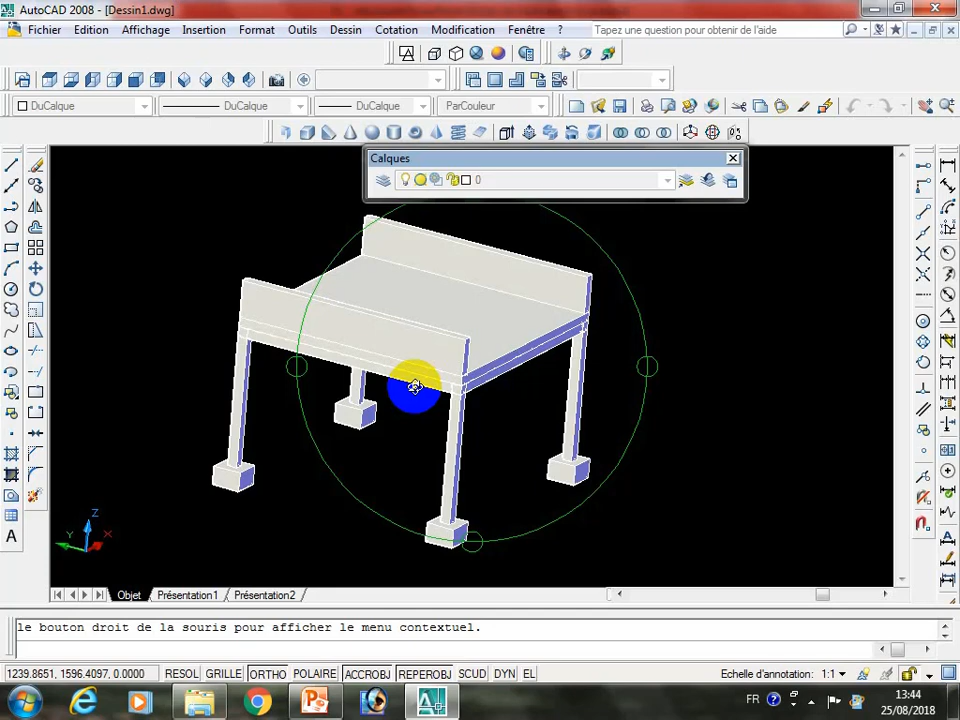 AutoCAD 2008 - [Dessin1.dwg]
Fichier Edition Affichage Insertion Format Outils Dessin Cotation Modification Fenêtre ? Tapez une question pour obtenir de l'aide
DuCalque DuCalque DuCalque ParCouleur
Calques
0
Z
Y X
Objet Présentation1 Présentation2
le bouton droit de la souris pour afficher le menu contextuel.
1239.8651, 1596.4097, 0.0000 RESOL GRILLE ORTHO POLAIRE ACCROBJ REPEROBJ SCUD DYN EL Echelle d'annotation: 1:1
FR 13:44
25/08/2018